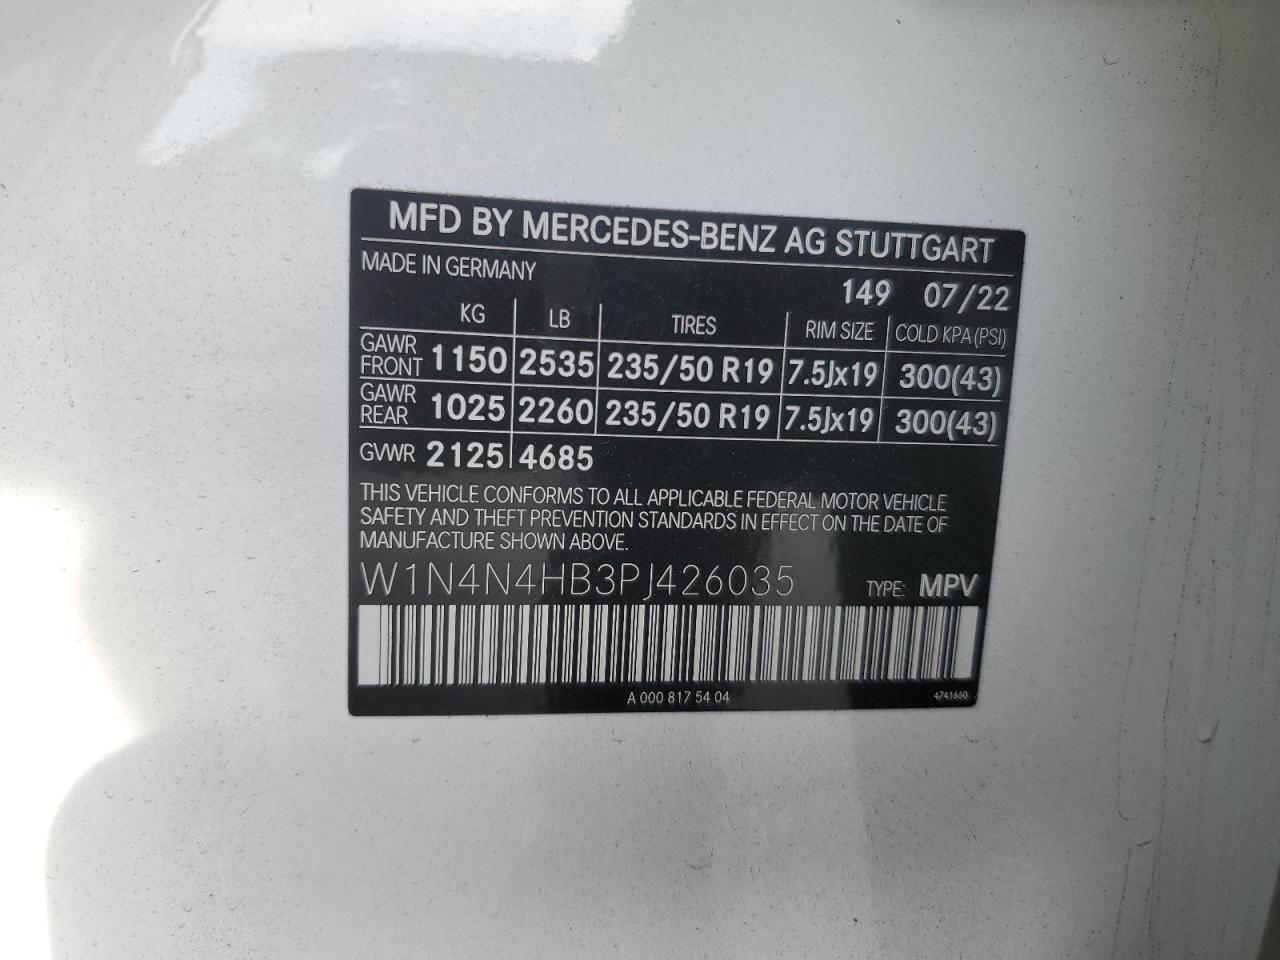 MFD BY MERCEDES-BENZ AG STUTTGART
MADE IN GERMANY
149 07/22
KG LB TIRES RIM SIZE COLD KPA (PSI)
GAWR FRONT 1150 2535 235/50 R19 7.5Jx19 300(43)
GAWR REAR 1025 2260 235/50 R19 7.5Jx19 300(43)
GVWR 2125 4685
THIS VEHICLE CONFORMS TO ALL APPLICABLE FEDERAL MOTOR VEHICLE
SAFETY AND THEFT PREVENTION STANDARDS IN EFFECT ON THE DATE OF
MANUFACTURE SHOWN ABOVE.
W1N4N4HB3PJ426035 TYPE: MPV
A 000 817 54 04 4741660